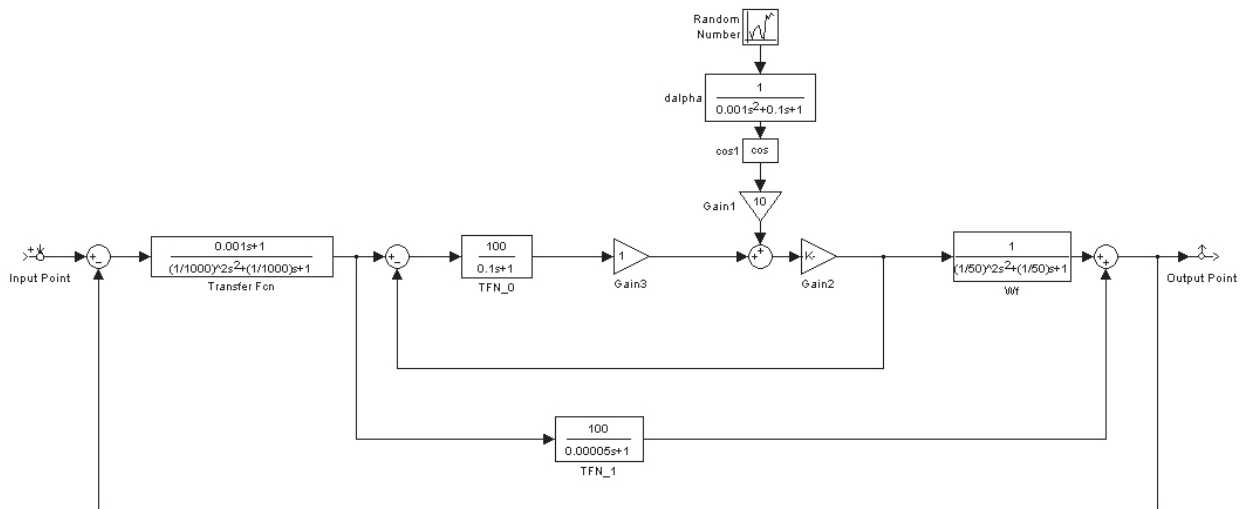 Random
Number
1
0.001s2+0.1s+1
dalpha
cos
cos1
10
Gain1
Input Point
0.001s+1
(1/1000)^2s2+(1/1000)s+1
Transfer Fcn
100
0.1s+1
TFN_0
1
Gain3
K-
Gain2
1
(1/50)^2s2+(1/50)s+1
Wf
Output Point
100
0.00005s+1
TFN_1